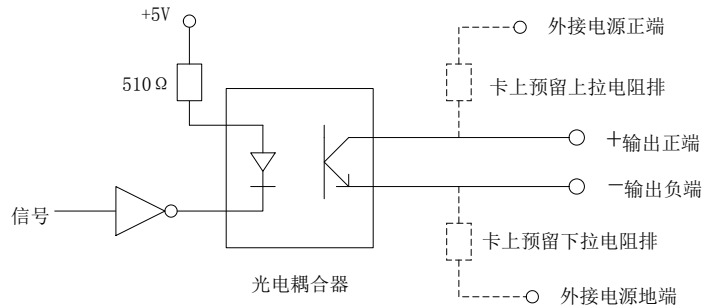 +5V
外接电源正端
510Ω
卡上预留上拉电阻排
+输出正端
-输出负端
信号
卡上预留下拉电阻排
光电耦合器
外接电源地端